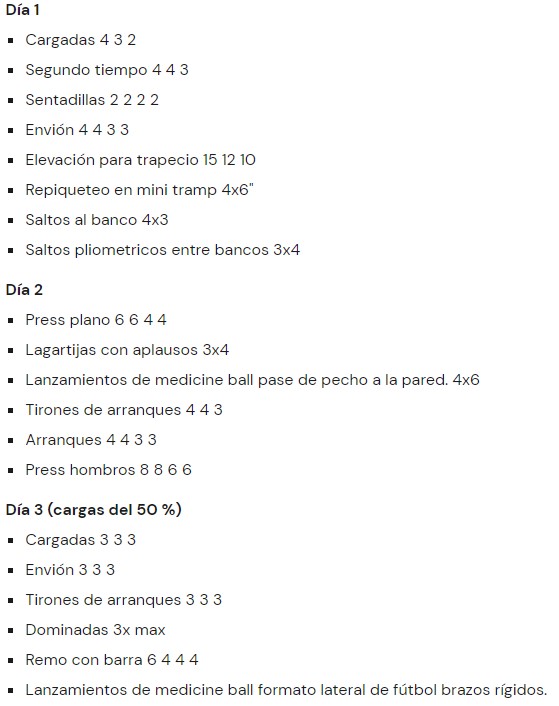 Día 1
▪ Cargadas 4 3 2
▪ Segundo tiempo 4 4 3
▪ Sentadillas 2 2 2 2
▪ Envión 4 4 3 3
▪ Elevación para trapecio 15 12 10
▪ Repiqueteo en mini tramp 4x6"
▪ Saltos al banco 4x3
▪ Saltos pliometricos entre bancos 3x4
Día 2
▪ Press plano 6 6 4 4
▪ Lagartijas con aplausos 3x4
▪ Lanzamientos de medicine ball pase de pecho a la pared. 4x6
▪ Tirones de arranques 4 4 3
▪ Arranques 4 4 3 3
▪ Press hombros 8 8 6 6
Día 3 (cargas del 50 %)
▪ Cargadas 3 3 3
▪ Envión 3 3 3
▪ Tirones de arranques 3 3 3
▪ Dominadas 3x max
▪ Remo con barra 6 4 4 4
▪ Lanzamientos de medicine ball formato lateral de fútbol brazos rígidos.